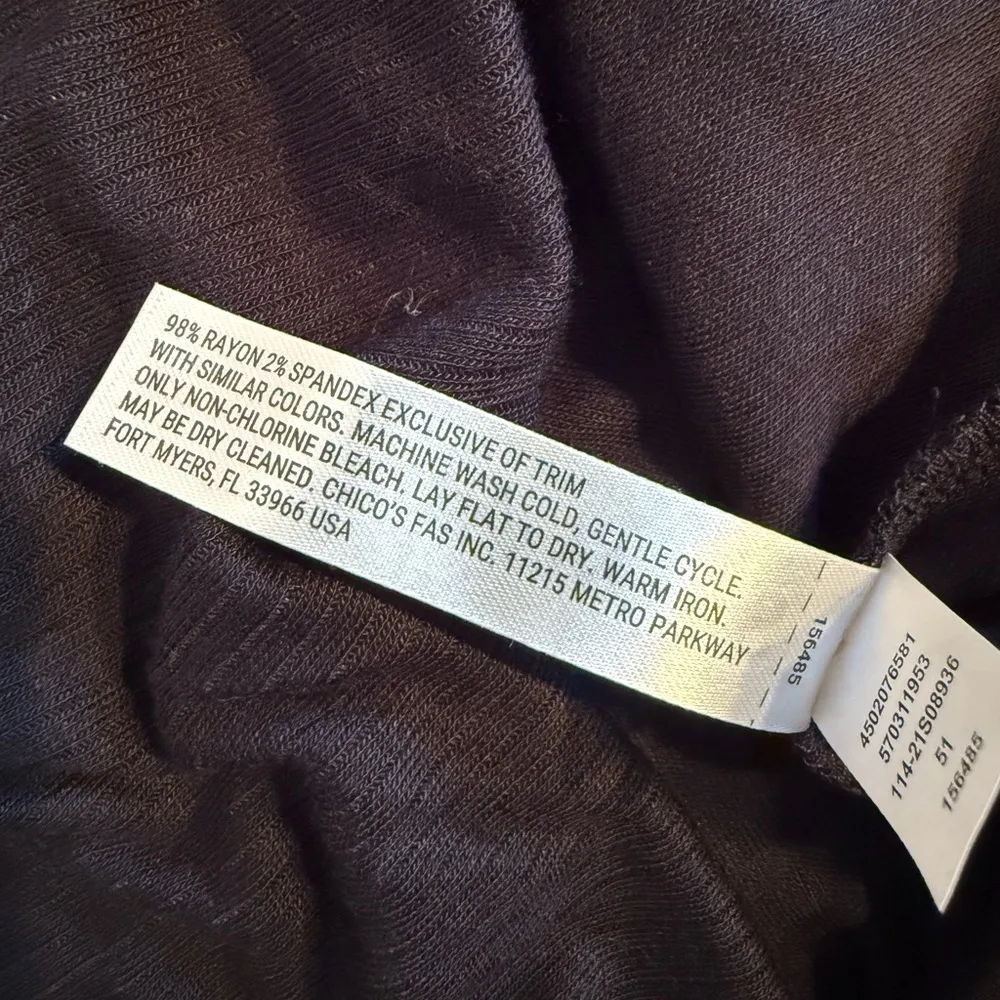 98% RAYON 2% SPANDEX EXCLUSIVE OF TRIM
WITH SIMILAR COLORS. MACHINE WASH COLD, GENTLE CYCLE.
ONLY NON-CHLORINE BLEACH. LAY FLAT TO DRY. WARM IRON.
MAY BE DRY CLEANED. CHICO'S FAS INC. 11215 METRO PARKWAY
FORT MYERS, FL 33966 USA
156485
4502076581
570311953
114-21S08936
51
156485